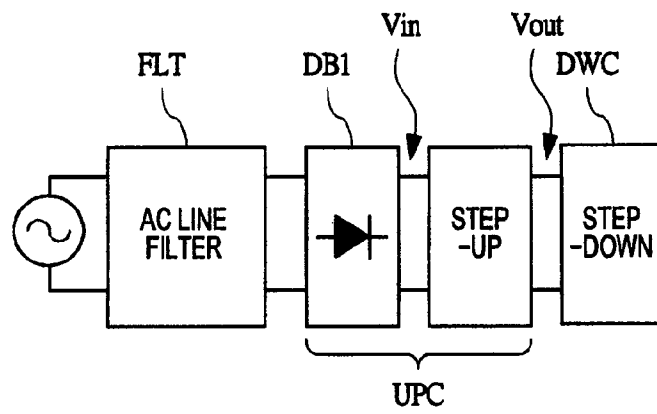 Vin
Vout
FLT
DB1
DWC
AC LINE
FILTER
STEP
-UP
STEP
-DOWN
UPC